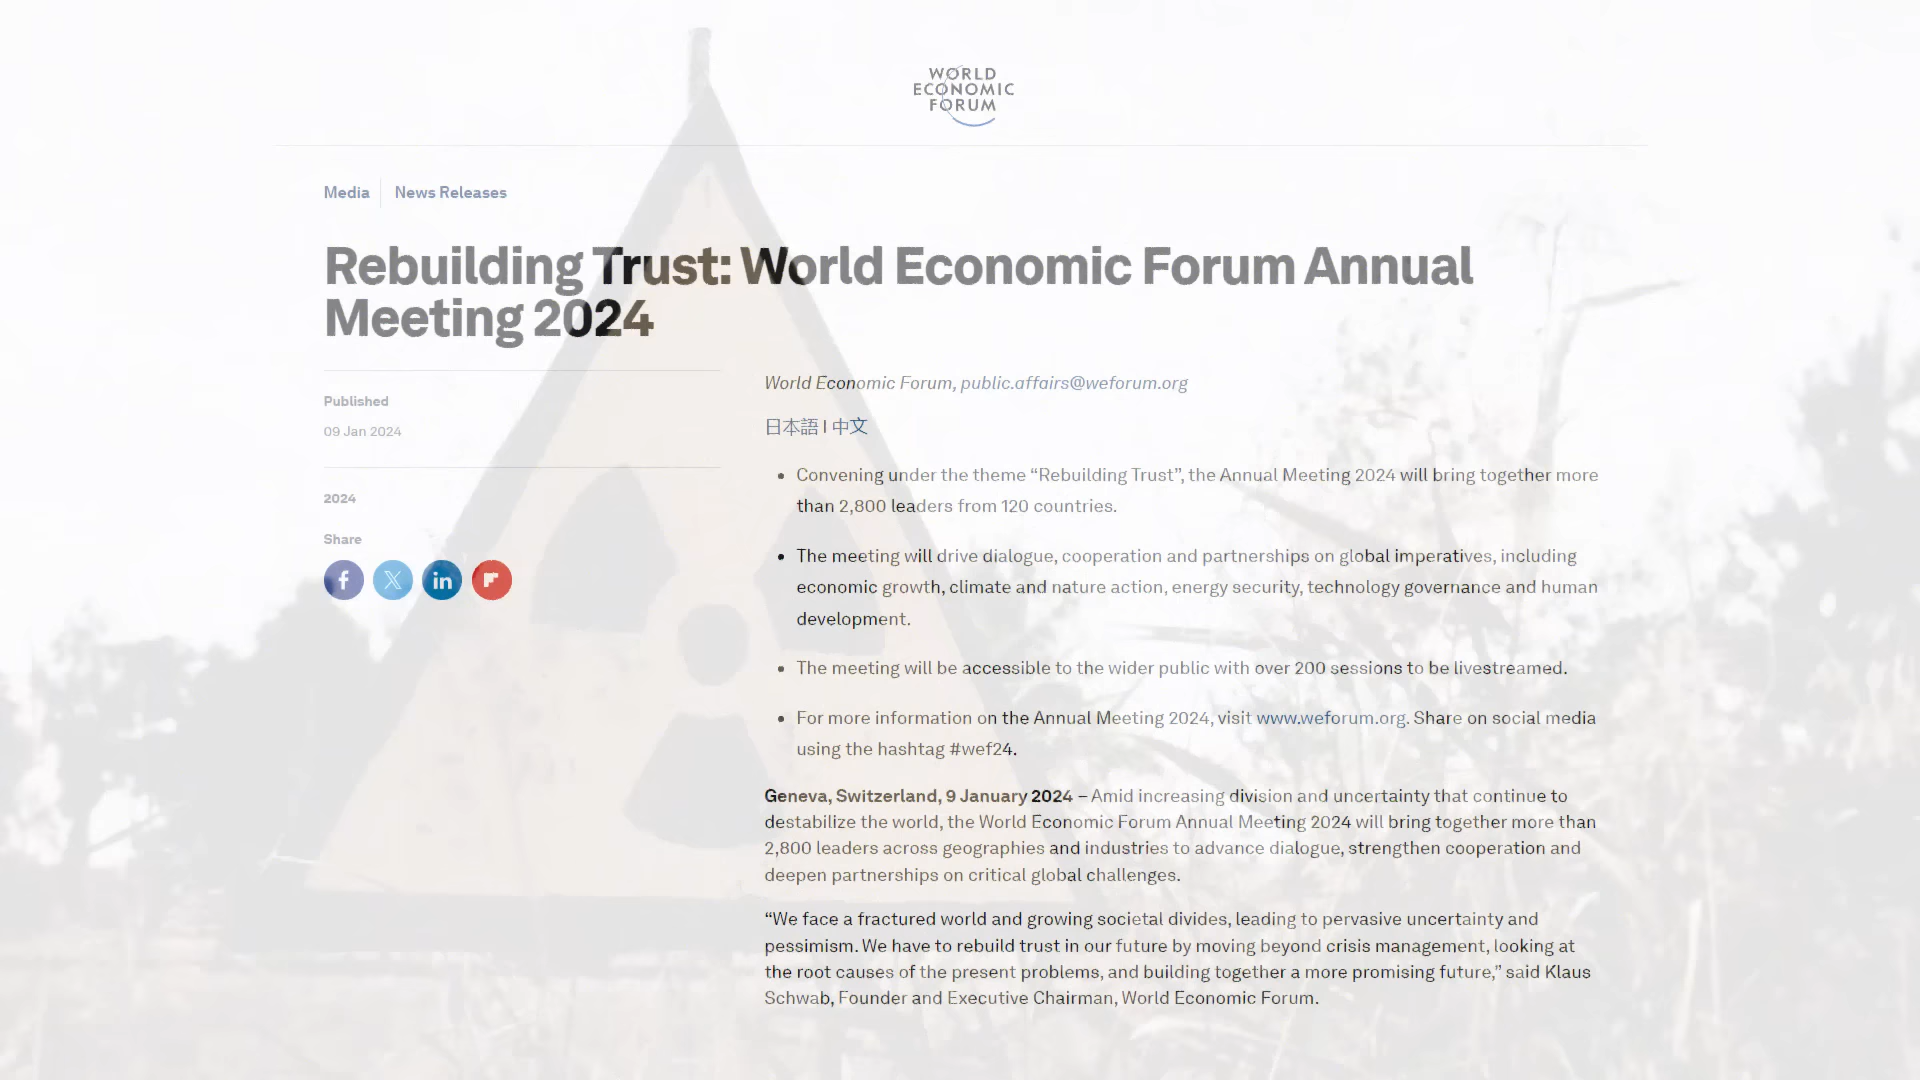 WORLD
ECONOMIC
FORUM
Media
News Releases
Rebuilding Trust: World Economic Forum Annual
Meeting 2024
Published
09 Jan 2024
2024
Share
World Economic Forum, public.affairs@weforum.org
日本語 | 中文
Convening under the theme “Rebuilding Trust”, the Annual Meeting 2024 will bring together more
than 2,800 leaders from 120 countries.
The meeting will drive dialogue, cooperation and partnerships on global imperatives, including
economic growth, climate and nature action, energy security, technology governance and human
development.
The meeting will be accessible to the wider public with over 200 sessions to be livestreamed.
For more information on the Annual Meeting 2024, visit www.weforum.org. Share on social media
using the hashtag #wef24.
Geneva, Switzerland, 9 January 2024 – Amid increasing division and uncertainty that continue to
destabilize the world, the World Economic Forum Annual Meeting 2024 will bring together more than
2,800 leaders across geographies and industries to advance dialogue, strengthen cooperation and
deepen partnerships on critical global challenges.
“We face a fractured world and growing societal divides, leading to pervasive uncertainty and
pessimism. We have to rebuild trust in our future by moving beyond crisis management, looking at
the root causes of the present problems, and building together a more promising future,” said Klaus
Schwab, Founder and Executive Chairman, World Economic Forum.